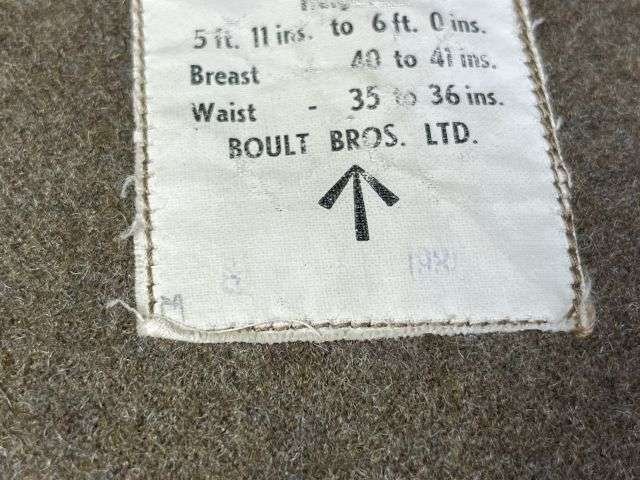 5 ft. 11 ins. to 6 ft. 0 ins.
Breast 40 to 41 ins.
Waist - 35 to 36 ins.
BOULT BROS. LTD.